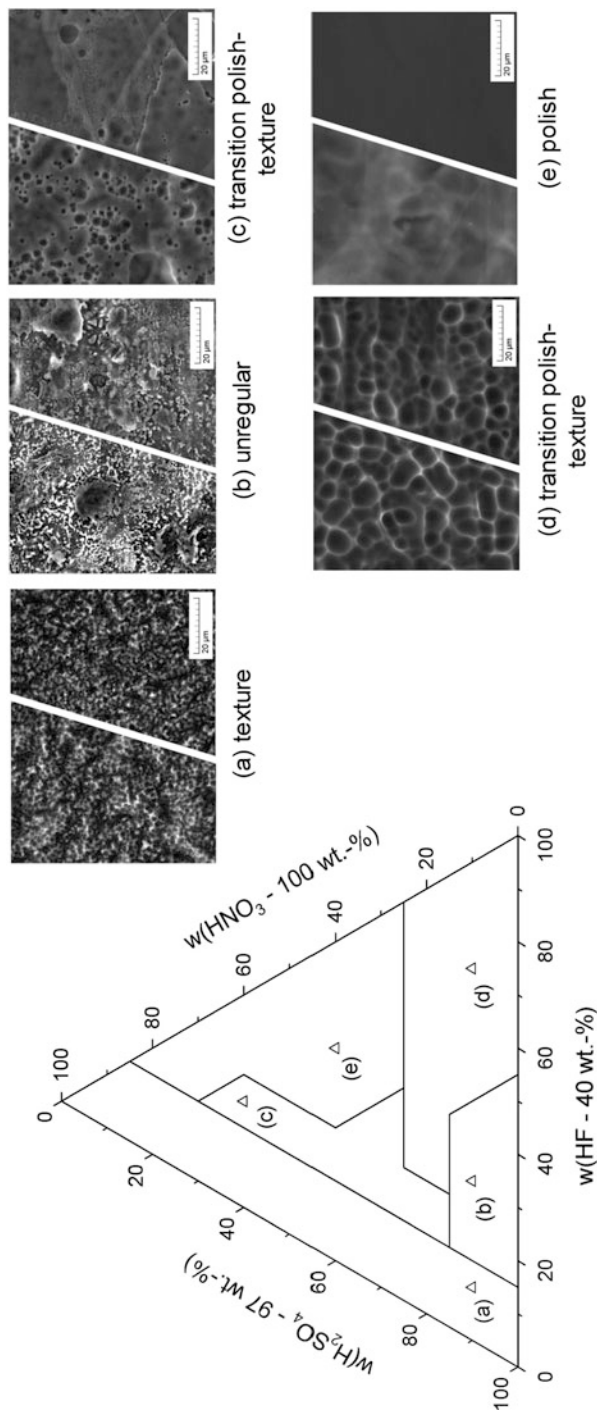 20 µm
(a) texture
20 µm
(b) unregular
20 µm
(c) transition polish-
texture
20 µm
(d) transition polish-
texture
20 µm
(e) polish
w(H₂SO₄ - 97 wt.-%)
0
20
40
60
80
100
w(HNO₃ - 100 wt.-%)
100
80
60
40
20
0
(c)
(e)
(a)
(b)
(d)
0
20
40
60
80
100
w(HF - 40 wt.-%)